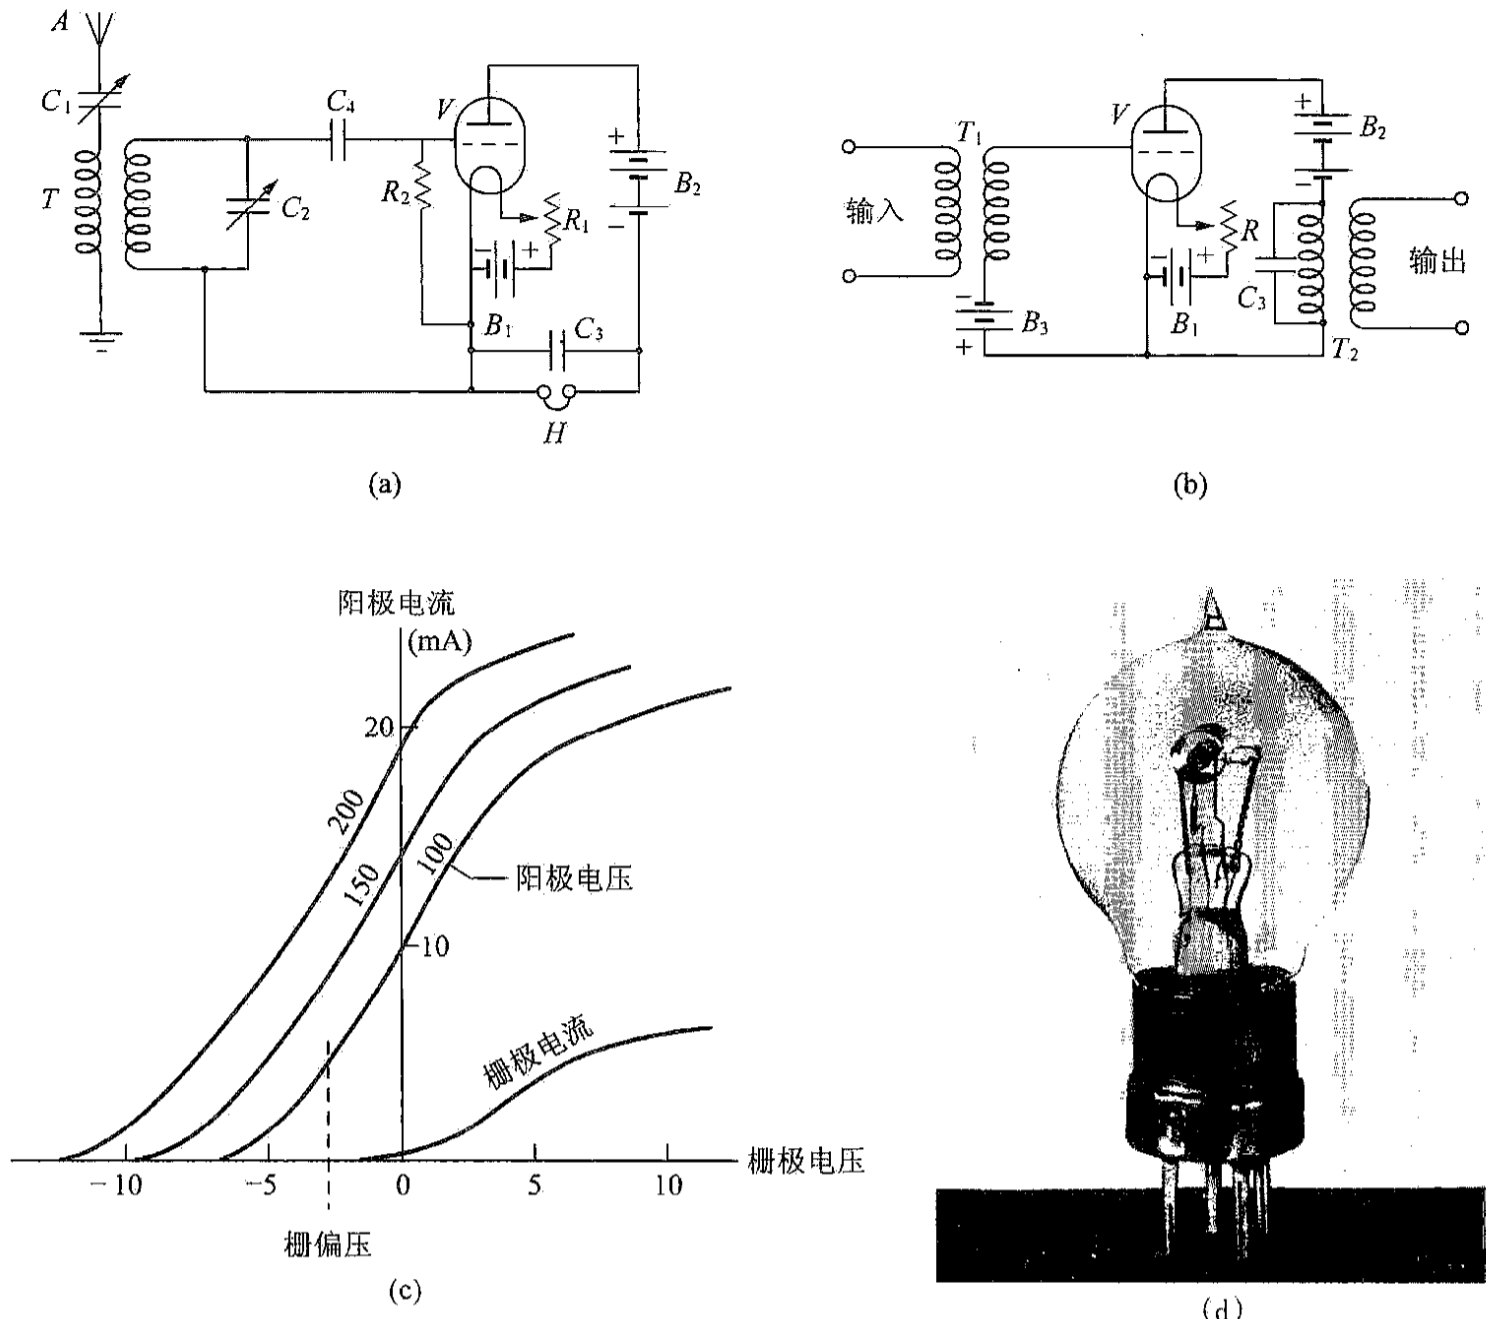 A
C₁
T
C₂
C₄
R₂
V
+
B₂
−
R₁
− +
B₁
C₃
H
(a)
输入
T₁
− B₃
+
V
+
B₂
−
R
− +
B₁
C₃
T₂
输出
(b)
阳极电流
(mA)
20
200
150
100
阳极电压
10
栅极电流
−10 −5 0 5 10
栅极电压
栅偏压
(c)
(d)